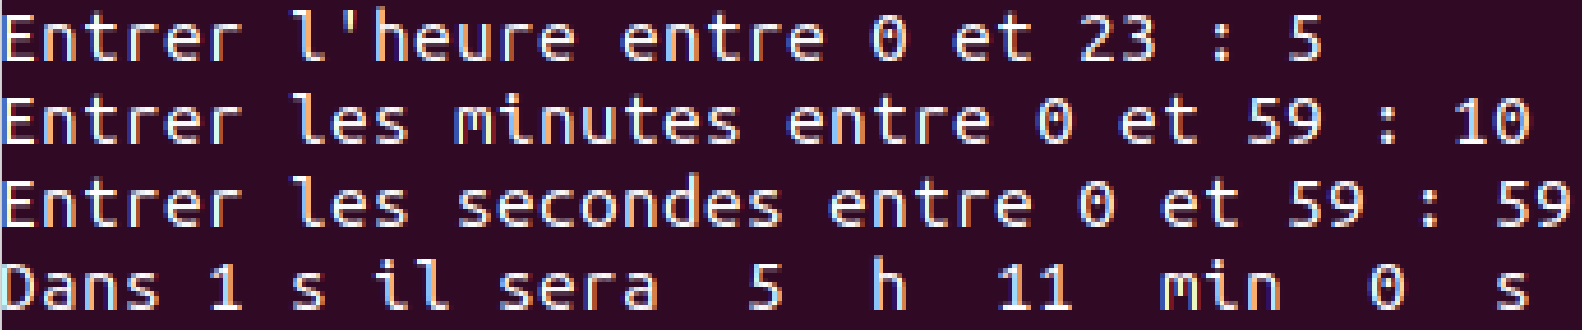 Entrer l'heure entre 0 et 23 : 5
Entrer les minutes entre 0 et 59 : 10
Entrer les secondes entre 0 et 59 : 59
Dans 1 s il sera  5  h  11  min  0  s